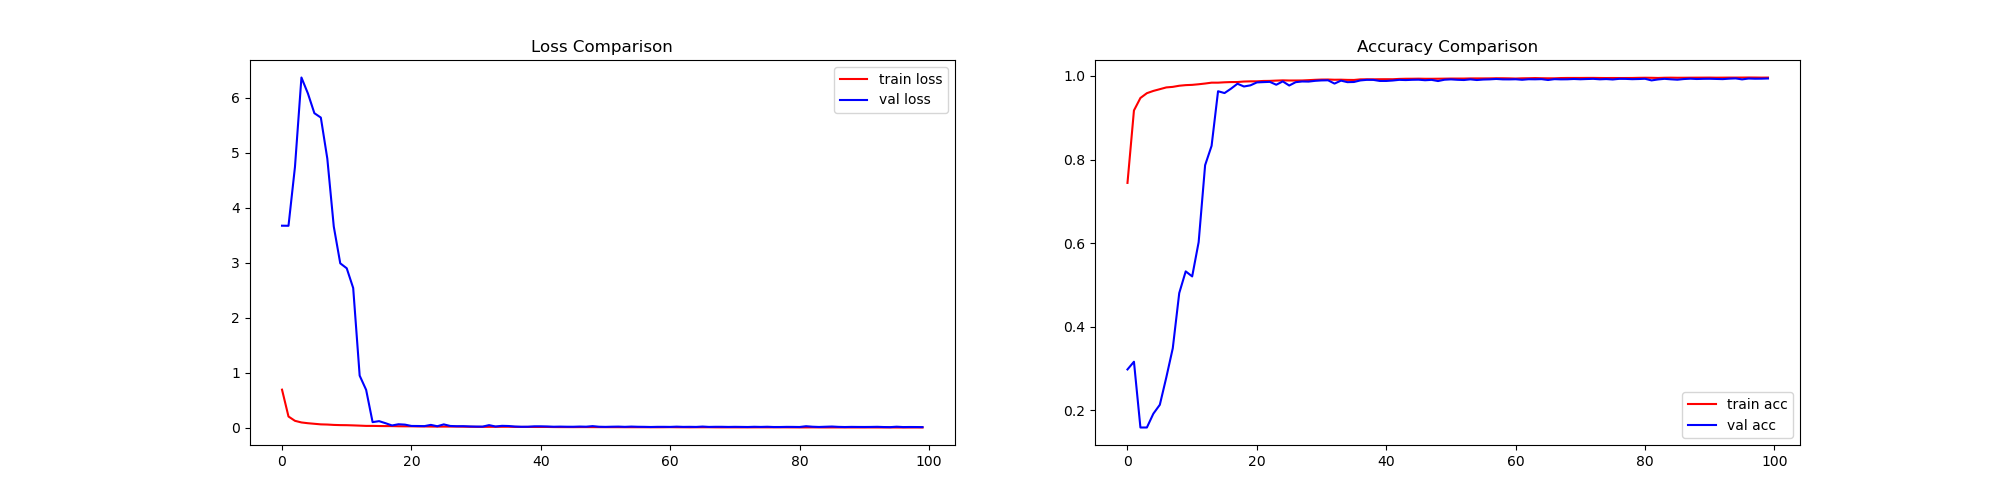 Loss Comparison
train loss
val loss
6
5
4
3
2
1
0
0 20 40 60 80 100
Accuracy Comparison
1.0
0.8
0.6
0.4
0.2
train acc
val acc
0 20 40 60 80 100